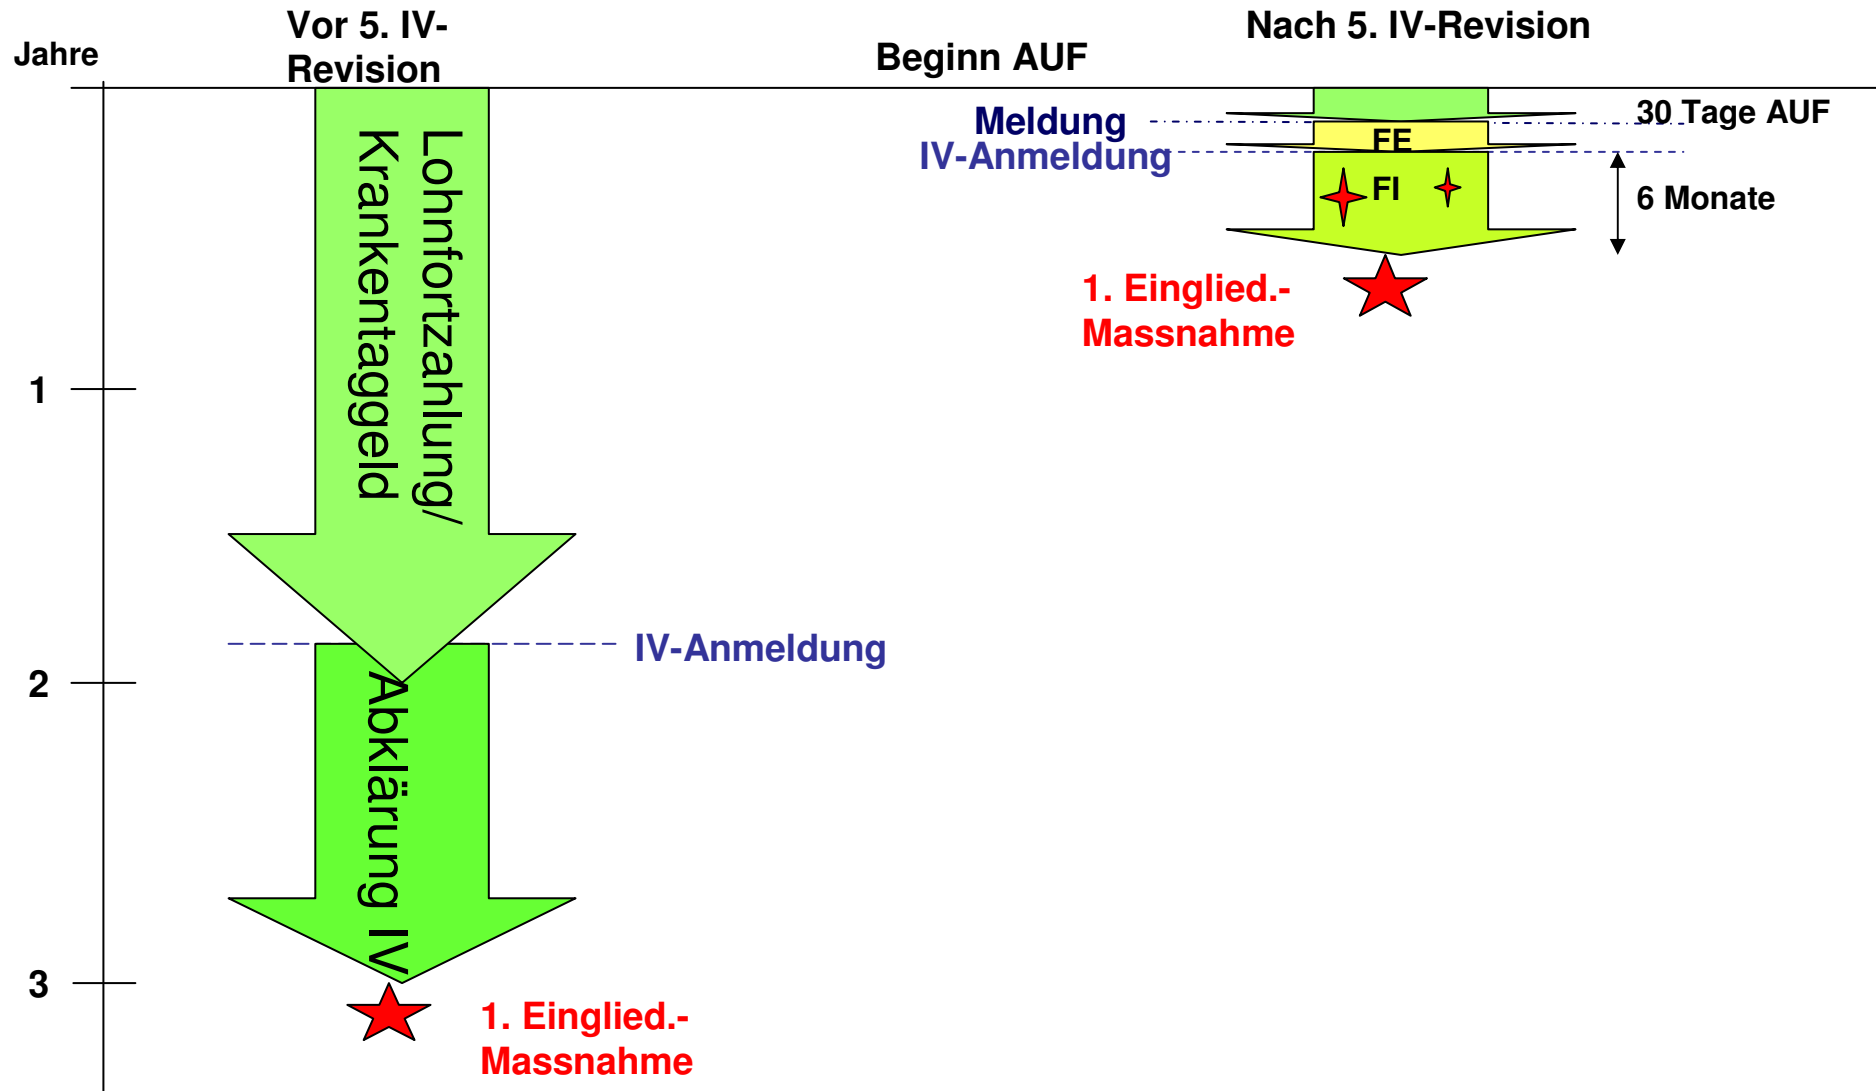 Vor 5. IV-
Revision
Nach 5. IV-Revision
Jahre
Beginn AUF
30 Tage AUF
Meldung
IV-Anmeldung
FE
FI
6 Monate
1. Einglied.-
Massnahme
Lohnfortzahlung/
Krankentaggeld
1
IV-Anmeldung
2
Abklärung IV
3
1. Einglied.-
Massnahme